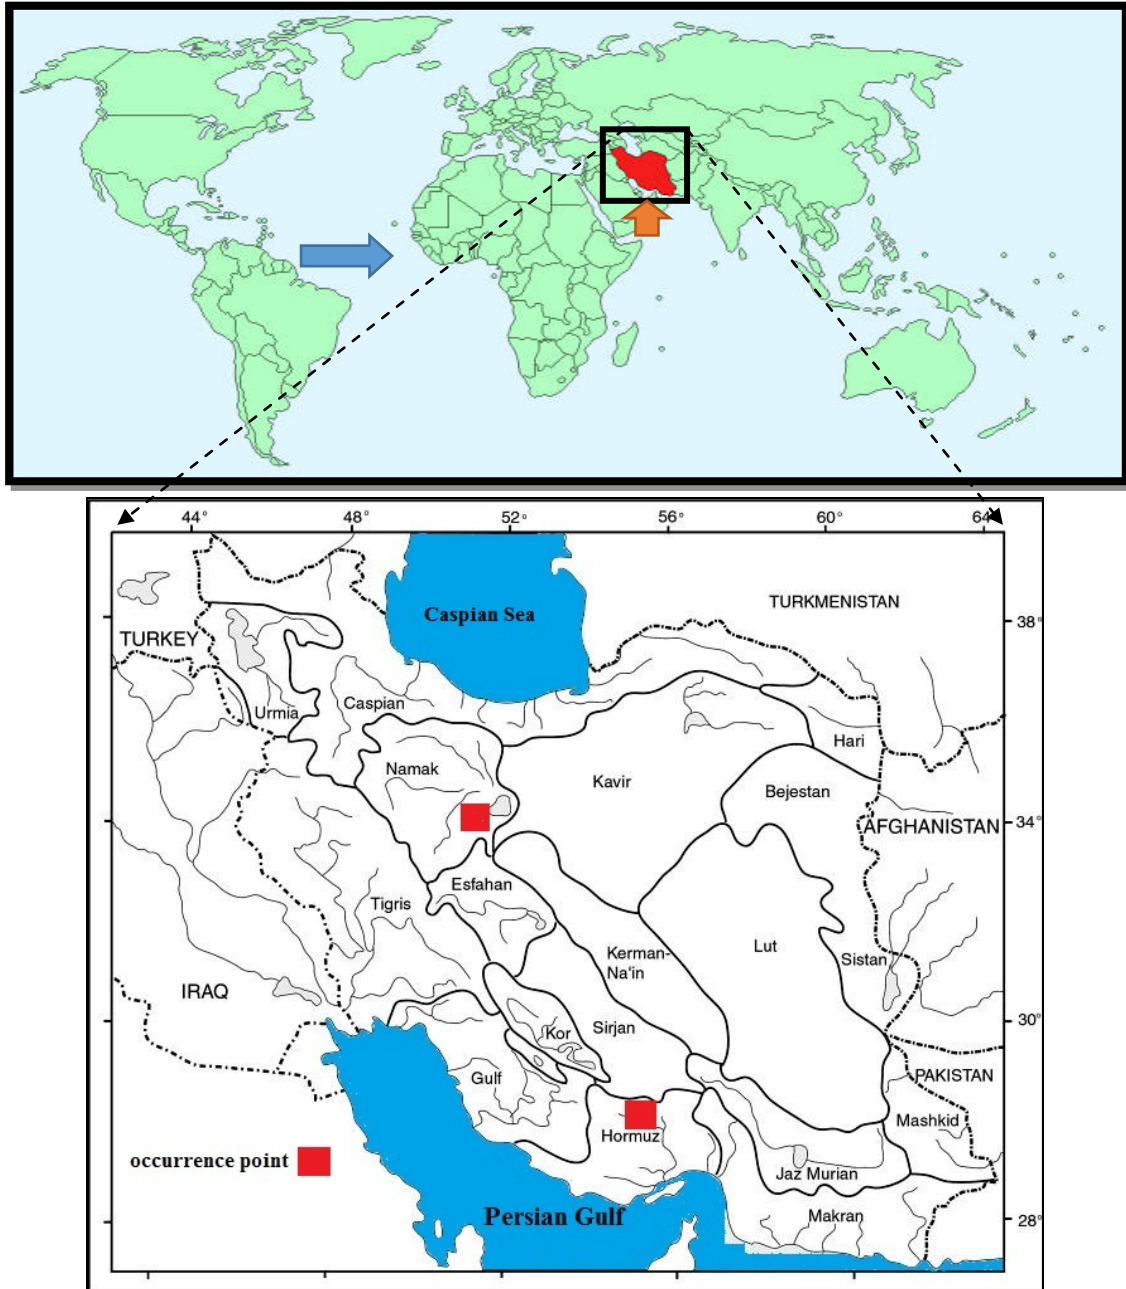 44°
48°
52°
56°
60°
64°
Caspian Sea
TURKMENISTAN
38°
TURKEY
Urmia
Caspian
Hari
Namak
Kavir
Bejestan
34°
AFGHANISTAN
Esfahan
Tigris
Kerman-
Na'in
Lut
Sistan
IRAQ
Kor
Sirjan
30°
Gulf
PAKISTAN
Mashkid
Hormuz
occurrence point
Jaz Murian
Persian Gulf
Makran
28°